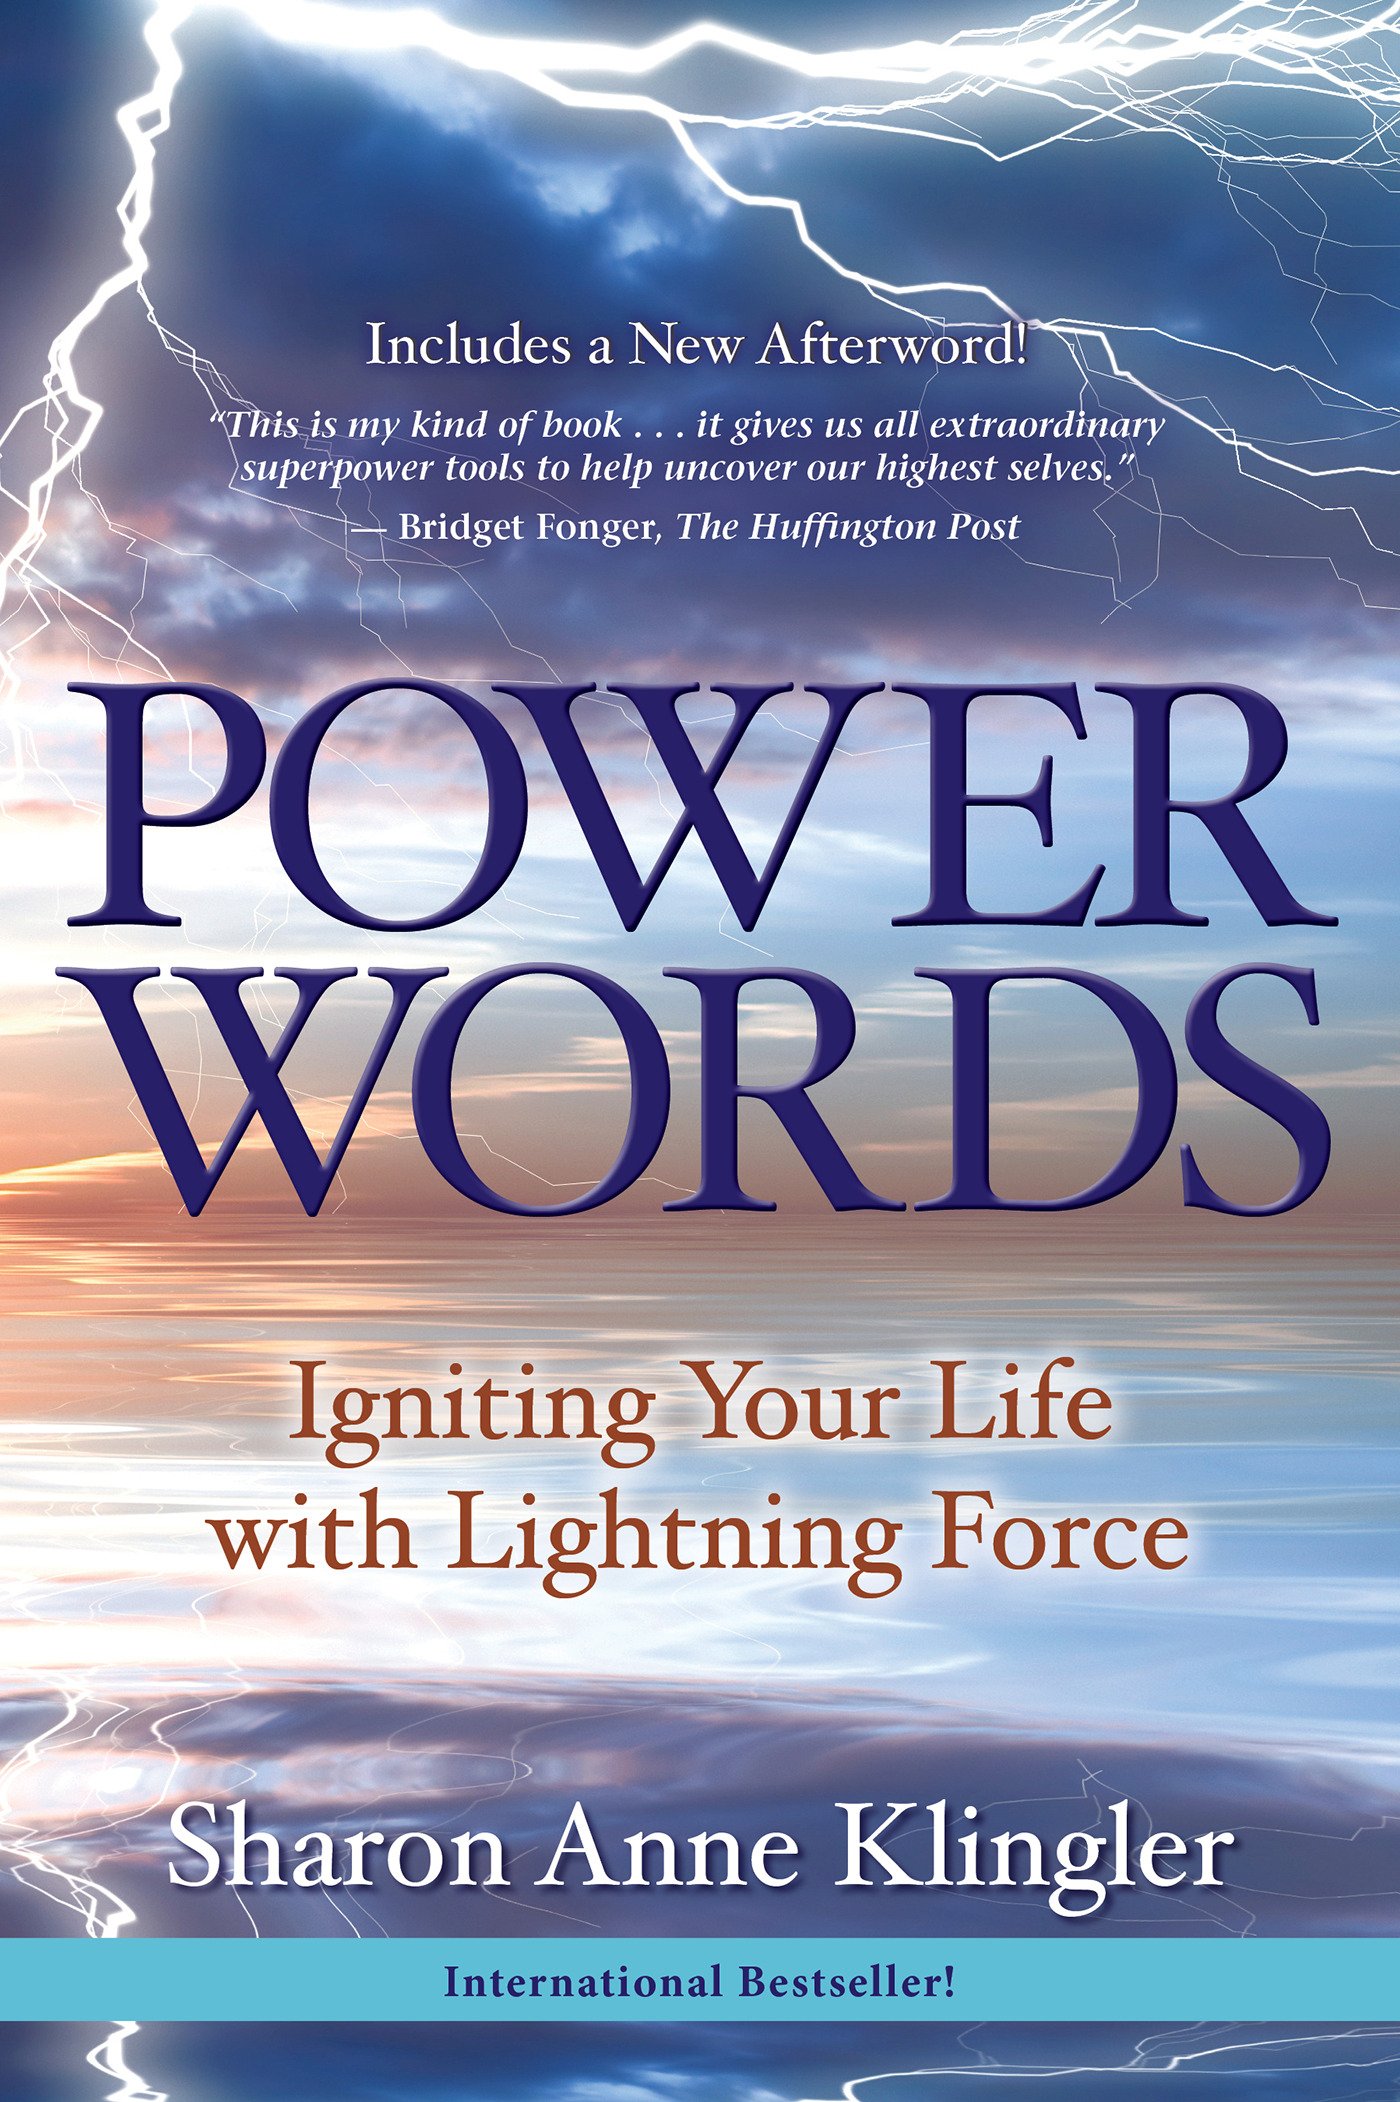 Includes a New Afterword!
“This is my kind of book . . . it gives us all extraordinary
superpower tools to help uncover our highest selves.”
— Bridget Fonger, The Huffington Post
POWER
WORDS
Igniting Your Life
with Lightning Force
Sharon Anne Klingler
International Bestseller!